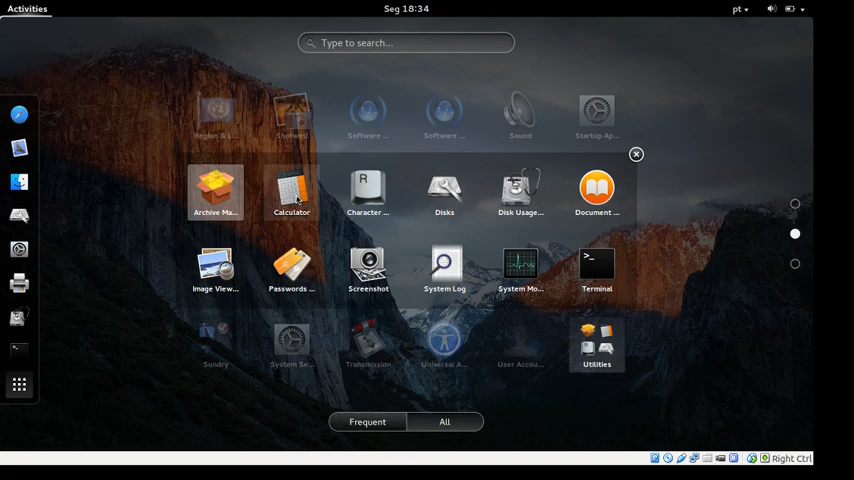 Activities
Seg 18:34
pt
Type to search...
Region & L...
Shotwell
Software ...
Software ...
Sound
Startup Ap...
Archive Ma...
Calculator
Character ...
Disks
Disk Usage...
Document ...
R
>_
Image View...
Passwords ...
Screenshot
System Log
System Mo...
Terminal
Sundry
System Se...
Transmission
Universal A...
User Accou...
Utilities
Frequent
All
Right Ctrl